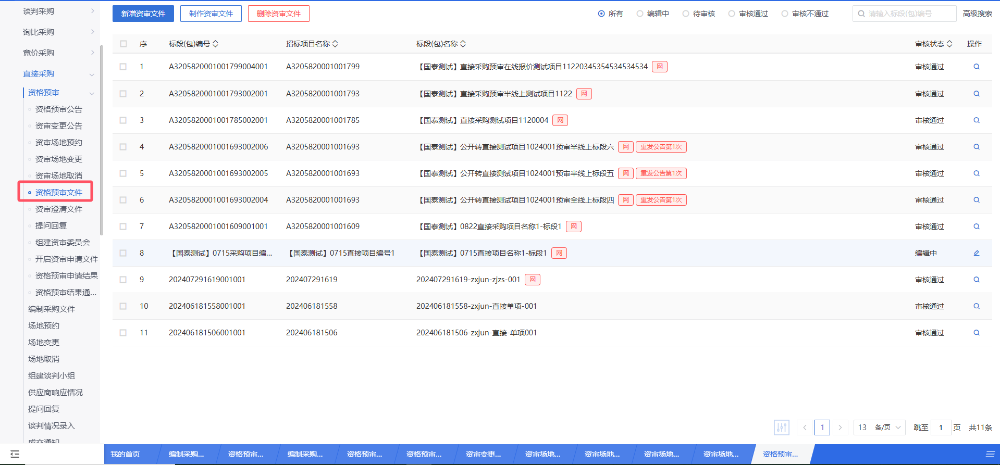 谈判采购
询比采购
竞价采购
直接采购
资格预审
资格预审公告
资审变更公告
资审场地预约
资审场地变更
资审场地取消
资格预审文件
资审澄清文件
提问回复
组建资审委员会
开启资审申请文件
资格预审申请结果
资格预审结果通...
编制采购文件
场地预约
场地变更
场地取消
组建谈判小组
供应商响应情况
提问回复
谈判情况录入
成交通知
新增资审文件 制作资审文件 删除资审文件 所有 编辑中 待审核 审核通过 审核不通过 请输入标段(包)编号 高级搜索
序 标段(包)编号 招标项目名称 标段(包)名称 审核状态 操作
1 A3205820001001799004001 A3205820001001799 【国泰测试】直接采购预审在线报价测试项目11220345354534534534 网 审核通过
2 A3205820001001793002001 A3205820001001793 【国泰测试】直接采购预审半线上测试项目1122 网 审核通过
3 A3205820001001785002001 A3205820001001785 【国泰测试】直接采购测试项目1120004 网 审核通过
4 A3205820001001693002006 A3205820001001693 【国泰测试】公开转直接测试项目1024001预审半线上标段六 网 重发公告第1次 审核通过
5 A3205820001001693002005 A3205820001001693 【国泰测试】公开转直接测试项目1024001预审半线上标段五 网 重发公告第1次 审核通过
6 A3205820001001693002004 A3205820001001693 【国泰测试】公开转直接测试项目1024001预审全线上标段四 网 重发公告第1次 审核通过
7 A3205820001001609001001 A3205820001001609 【国泰测试】0822直接采购项目名称1-标段1 网 审核通过
8 【国泰测试】0715采购项目编... 【国泰测试】0715直接项目编号1 【国泰测试】0715直接项目名称1-标段1 网 编辑中
9 202407291619001001 202407291619 202407291619-zxjun-zjzs-001 网 审核通过
10 202406181558001001 202406181558 202406181558-zxjun-直接单项-001 审核通过
11 202406181506001001 202406181506 202406181506-zxjun-直接-单项001 审核通过
1 13 条/页 跳至 1 页 共11条
我的首页 编制采购... 资格预审... 编制采购... 资格预审... 资格预审... 资审变更... 资审场地... 资审场地... 资审场地... 资审场地... 资格预审...